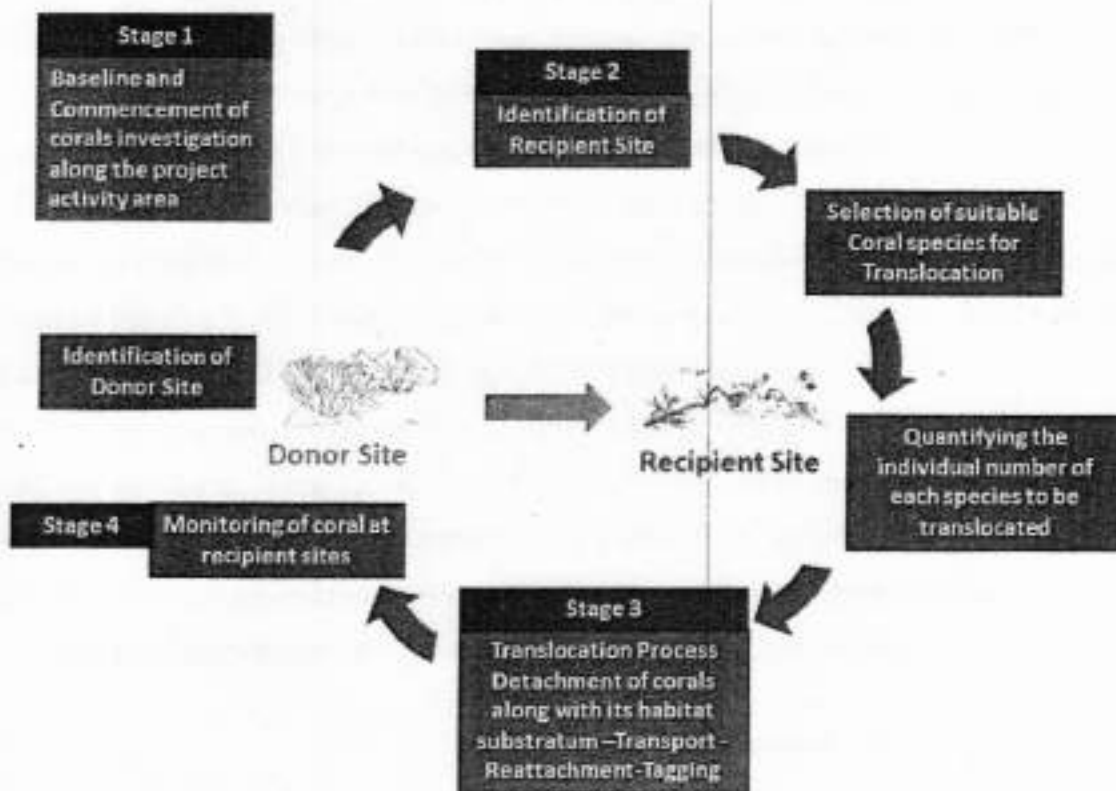 Stage 1
Baseline and
Commencement of
corals investigation
along the project
activity area
Stage 2
Identification of
Recipient Site
Selection of suitable
Coral species for
Translocation
Identification of
Donor Site
Donor Site
Recipient Site
Quantifying the
individual number of
each species to be
translocated
Stage 4
Monitoring of coral at
recipient sites
Stage 3
Translocation Process
Detachment of corals
along with its habitat
substratum –Transport-
Reattachment-Tagging